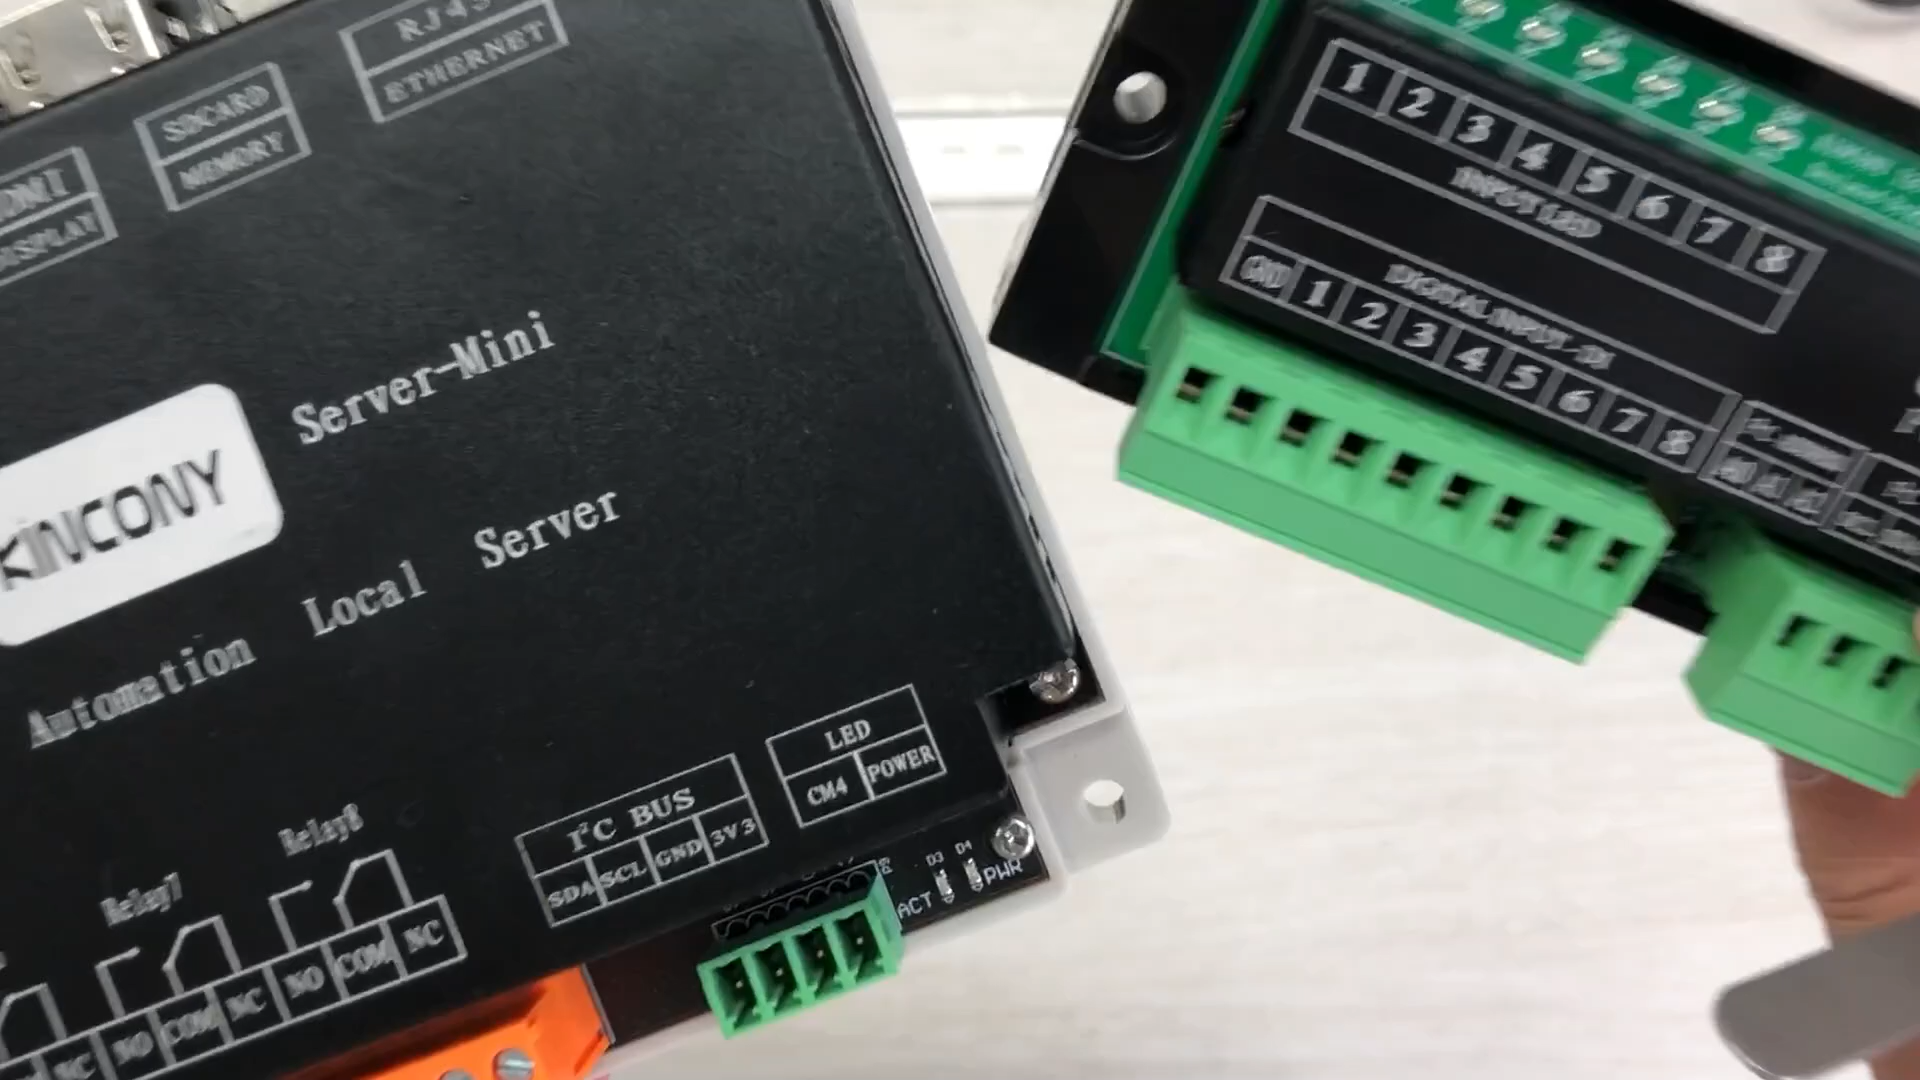 RJ45
ETHERNET
SDCARD
MEMORY
DISPLAY
KINCONY
Server-Mini
Automation Local Server
LED
CM4 POWER
I²C BUS
SDA SCL GND 3V3
Relay7
NC NO COM NC
Relay8
NO COM NC
ACT
D3 D4
PWR
1 2 3 4 5 6 7 8
INPUT LED
DIGITAL INPUT-DI
GND 1 2 3 4 5 6 7 8